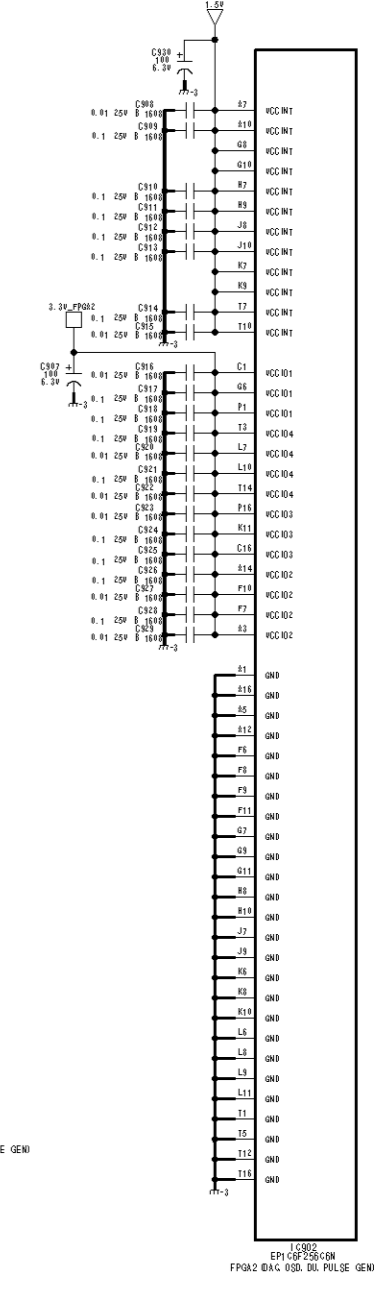 1.5V
C930
100
6.3V
-3
C908
0.01 25V B 1608
A7 VCCINT
C909
0.1 25V B 1608
A10 VCCINT
G8 VCCINT
G10 VCCINT
C910
0.1 25V B 1608
H7 VCCINT
C911
0.1 25V B 1608
H9 VCCINT
C912
0.1 25V B 1608
J8 VCCINT
C913
0.1 25V B 1608
J10 VCCINT
K7 VCCINT
K9 VCCINT
3.3V_FPGA2
C914
0.1 25V B 1608
T7 VCCINT
C915
0.01 25V B 1608
T10 VCCINT
-3
C907
100
6.3V
-3
C916
0.01 25V B 1608
C1 VCCIO1
C917
0.1 25V B 1608
G6 VCCIO1
C918
0.1 25V B 1608
P1 VCCIO1
C919
0.1 25V B 1608
T3 VCCIO4
C920
0.01 25V B 1608
L7 VCCIO4
C921
0.1 25V B 1608
L10 VCCIO4
C922
0.01 25V B 1608
T14 VCCIO4
C923
0.01 25V B 1608
P16 VCCIO3
C924
0.1 25V B 1608
K11 VCCIO3
C925
0.1 25V B 1608
C16 VCCIO3
C926
0.1 25V B 1608
A14 VCCIO2
C927
0.01 25V B 1608
F10 VCCIO2
C928
0.1 25V B 1608
F7 VCCIO2
C929
0.01 25V B 1608
A3 VCCIO2
-3
A1 GND
A16 GND
A5 GND
A12 GND
F6 GND
F8 GND
F9 GND
F11 GND
G7 GND
G9 GND
G11 GND
H8 GND
H10 GND
J7 GND
J9 GND
K6 GND
K8 GND
K10 GND
L6 GND
L8 GND
L9 GND
L11 GND
T1 GND
T5 GND
T12 GND
T16 GND
-3
E GEN)
IC902
EP1C6F256C6N
FPGA2 (DAC, OSD, DU, PULSE GEN)